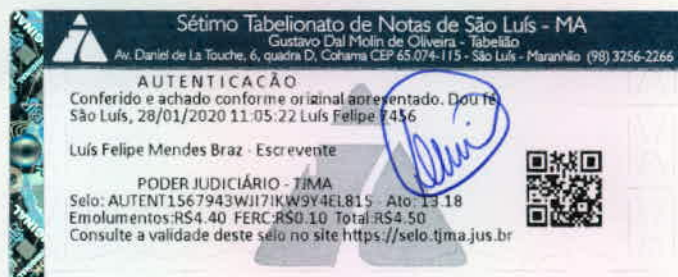 Sétimo Tabelionato de Notas de São Luís - MA
Gustavo Dal Molin de Oliveira - Tabelião
Av. Daniel de La Touche, 6, quadra D, Cohama CEP 65.074-115 - São Luís - Maranhão (98) 3256-2266
AUTENTICAÇÃO
Conferido e achado conforme original apresentado. Dou fé
São Luís, 28/01/2020 11:05:22 Luís Felipe 7456
Luís Felipe Mendes Braz - Escrevente
PODER JUDICIÁRIO - TJMA
Selo: AUTENT1567943WJI7IKW9Y4EL815 - Ato: 13.18
Emolumentos:R$4.40 FERC:R$0.10 Total:R$4.50
Consulte a validade deste selo no site https://selo.tjma.jus.br